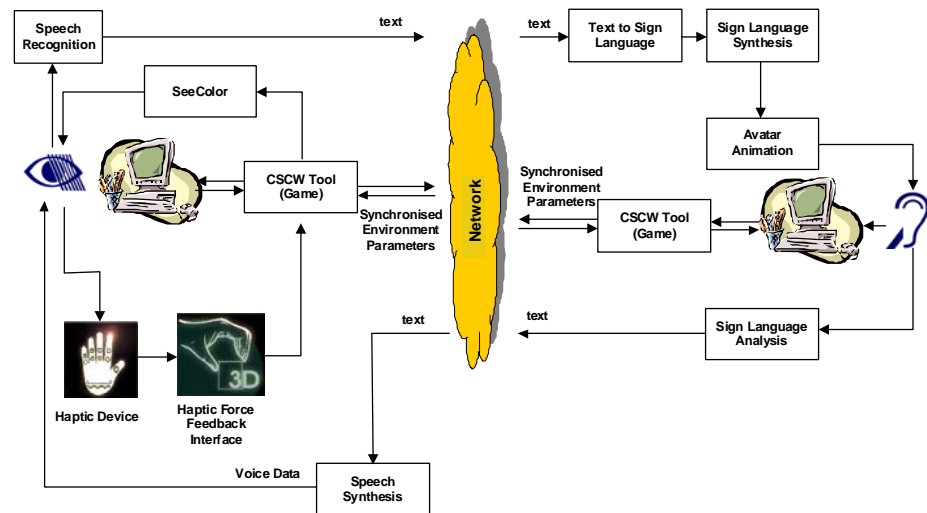 text
text
Speech
Recognition
Text to Sign
Language
Sign Language
Synthesis
SeeColor
Avatar
Animation
CSCW Tool
(Game)
Synchronised
Environment
Parameters
Network
Synchronised
Environment
Parameters
CSCW Tool
(Game)
text
text
Sign Language
Analysis
3D
Haptic Device
Haptic Force
Feedback
Interface
Voice Data
Speech
Synthesis